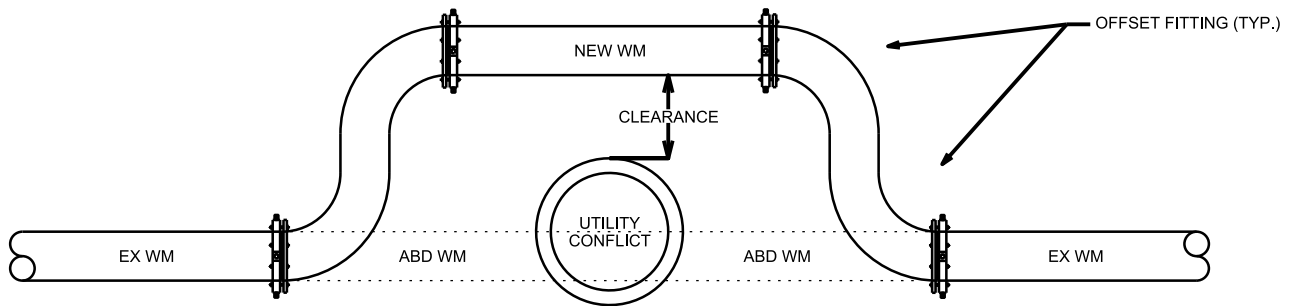 OFFSET FITTING (TYP.)
NEW WM
CLEARANCE
UTILITY
CONFLICT
EX WM
ABD WM
ABD WM
EX WM